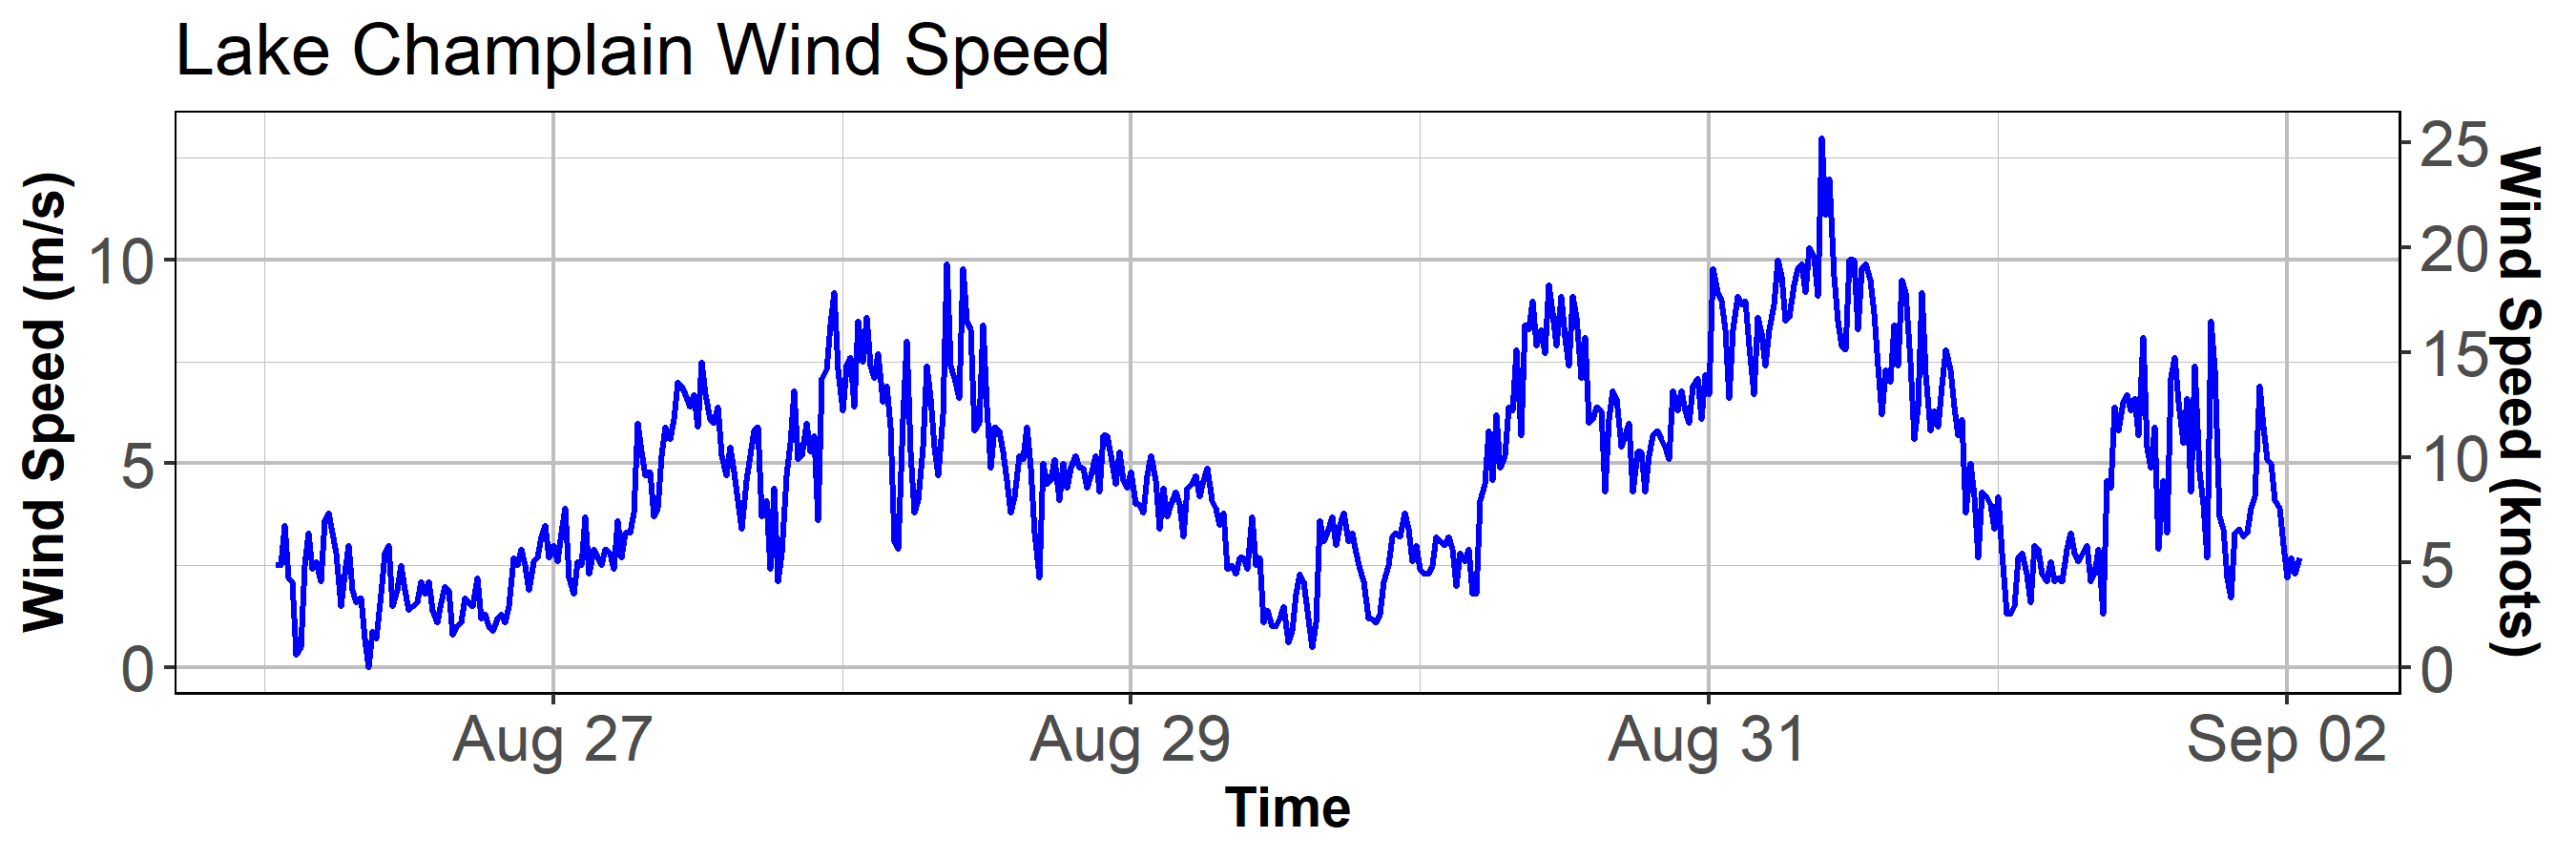 Lake Champlain Wind Speed
Wind Speed (m/s)
10
5
0
25
20
15
10
5
0
Wind Speed (knots)
Aug 27 Aug 29 Aug 31 Sep 02
Time